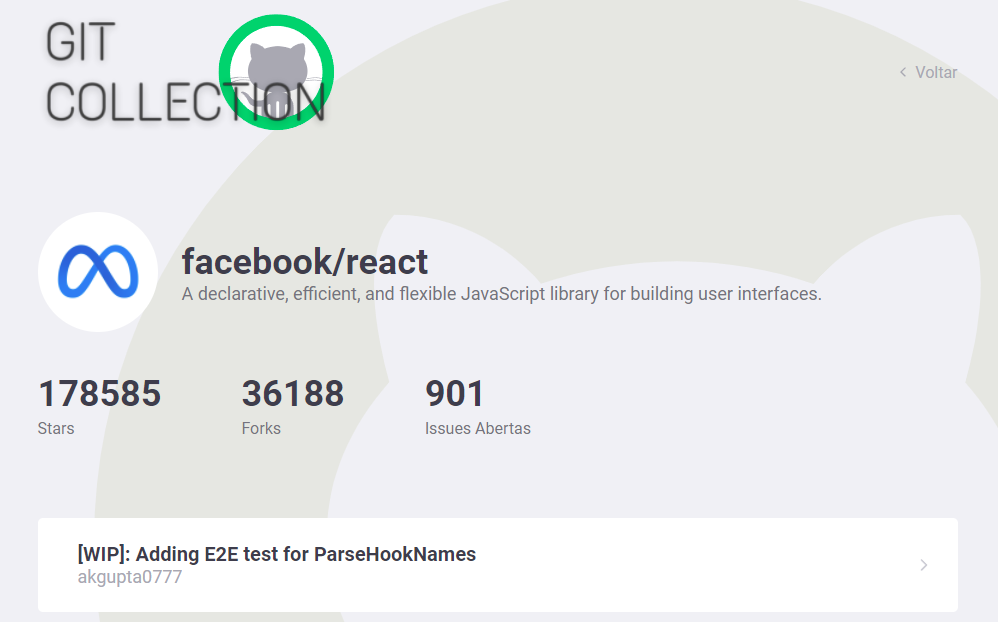 GIT
COLLECTION
Voltar
facebook/react
A declarative, efficient, and flexible JavaScript library for building user interfaces.
178585 36188 901
Stars Forks Issues Abertas
[WIP]: Adding E2E test for ParseHookNames
akgupta0777